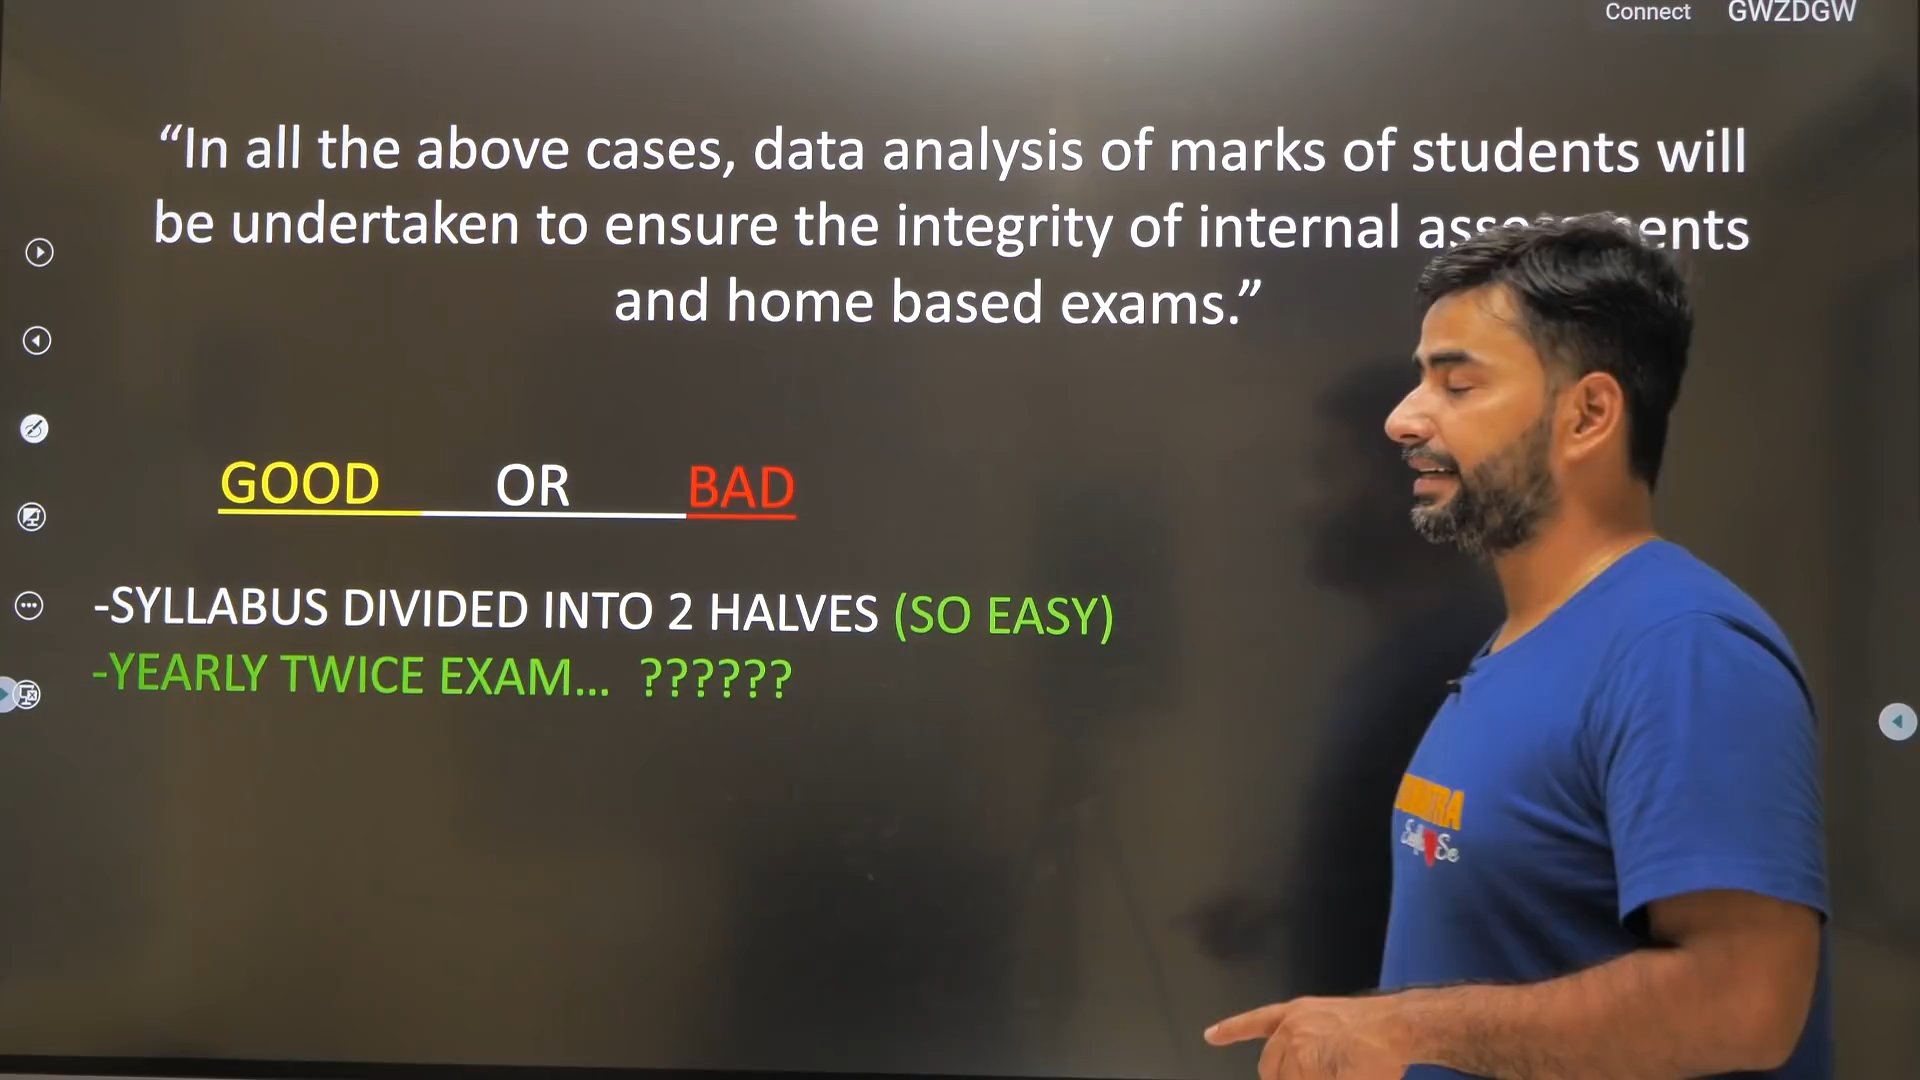 Connect GWZDGW
“In all the above cases, data analysis of marks of students will
be undertaken to ensure the integrity of internal
and home based exams.”
GOOD OR BAD
-SYLLABUS DIVIDED INTO 2 HALVES (SO EASY)
-YEARLY TWICE EXAM... ??????